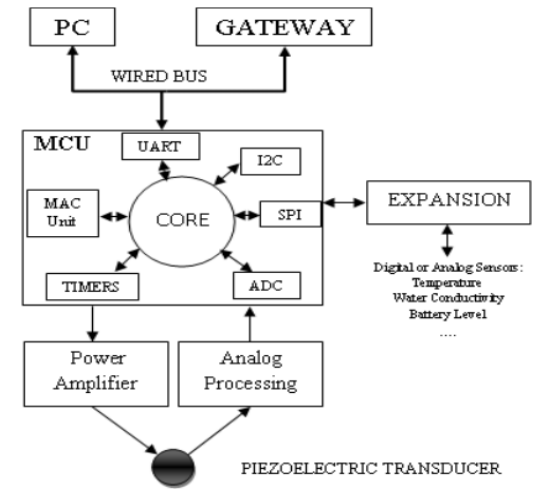 PC
GATEWAY
WIRED BUS
MCU
UART
I2C
MAC
Unit
CORE
SPI
EXPANSION
TIMERS
ADC
Digital or Analog Sensors:
Temperature
Water Conductivity
Battery Level
....
Power
Amplifier
Analog
Processing
PIEZOELECTRIC TRANSDUCER